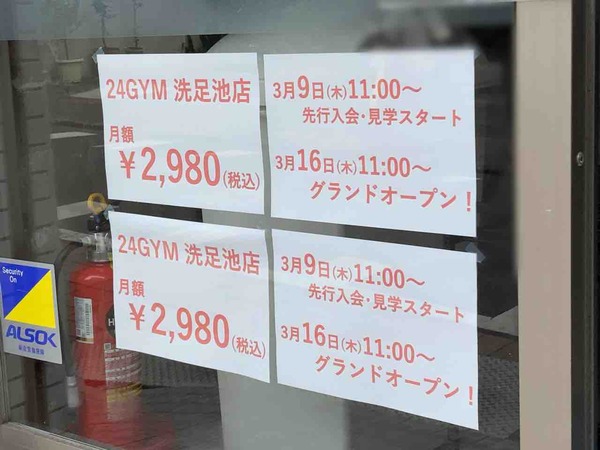 24GYM 洗足池店
月額
￥2,980(税込)
3月9日(木)11:00～
先行入会・見学スタート
3月16日(木)11:00～
グランドオープン！
24GYM 洗足池店
月額
￥2,980(税込)
3月9日(木)11:00～
先行入会・見学スタート
3月16日(木)11:00～
グランドオープン！
Security
On
ALSOK